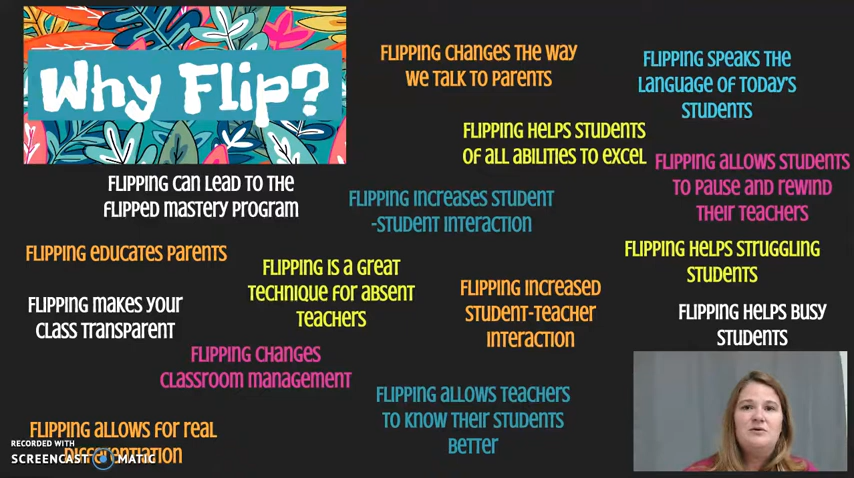 Why Flip?
FLIPPING CHANGES THE WAY
WE TALK TO PARENTS
FLIPPING SPEAKS THE
LANGUAGE OF TODAY'S
STUDENTS
FLIPPING HELPS STUDENTS
OF ALL ABILITIES TO EXCEL
FLIPPING ALLOWS STUDENTS
TO PAUSE AND REWIND
THEIR TEACHERS
FLIPPING CAN LEAD TO THE
FLIPPED MASTERY PROGRAM
FLIPPING INCREASES STUDENT
-STUDENT INTERACTION
FLIPPING EDUCATES PARENTS
FLIPPING IS A GREAT
TECHNIQUE FOR ABSENT
TEACHERS
FLIPPING HELPS STRUGGLING
STUDENTS
FLIPPING INCREASED
STUDENT-TEACHER
INTERACTION
FLIPPING MAKES YOUR
CLASS TRANSPARENT
FLIPPING HELPS BUSY
STUDENTS
FLIPPING CHANGES
CLASSROOM MANAGEMENT
FLIPPING ALLOWS TEACHERS
TO KNOW THEIR STUDENTS
BETTER
FLIPPING ALLOWS FOR REAL
DIFFERENTIATION
RECORDED WITH
SCREENCAST MATIC